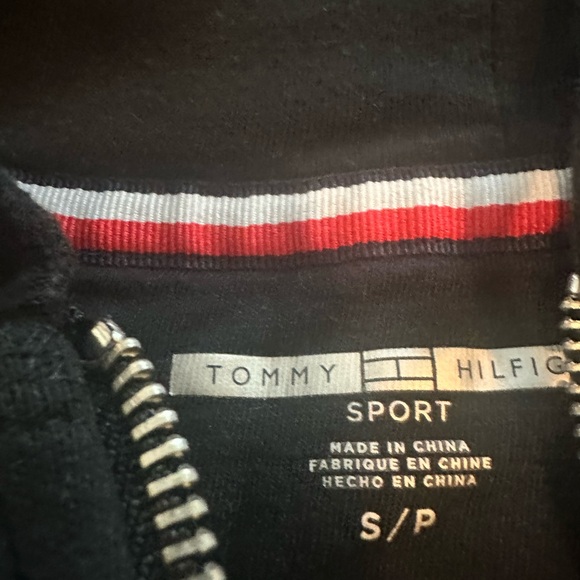 TOMMY HILFIG
SPORT
MADE IN CHINA
FABRIQUE EN CHINE
HECHO EN CHINA
S/P